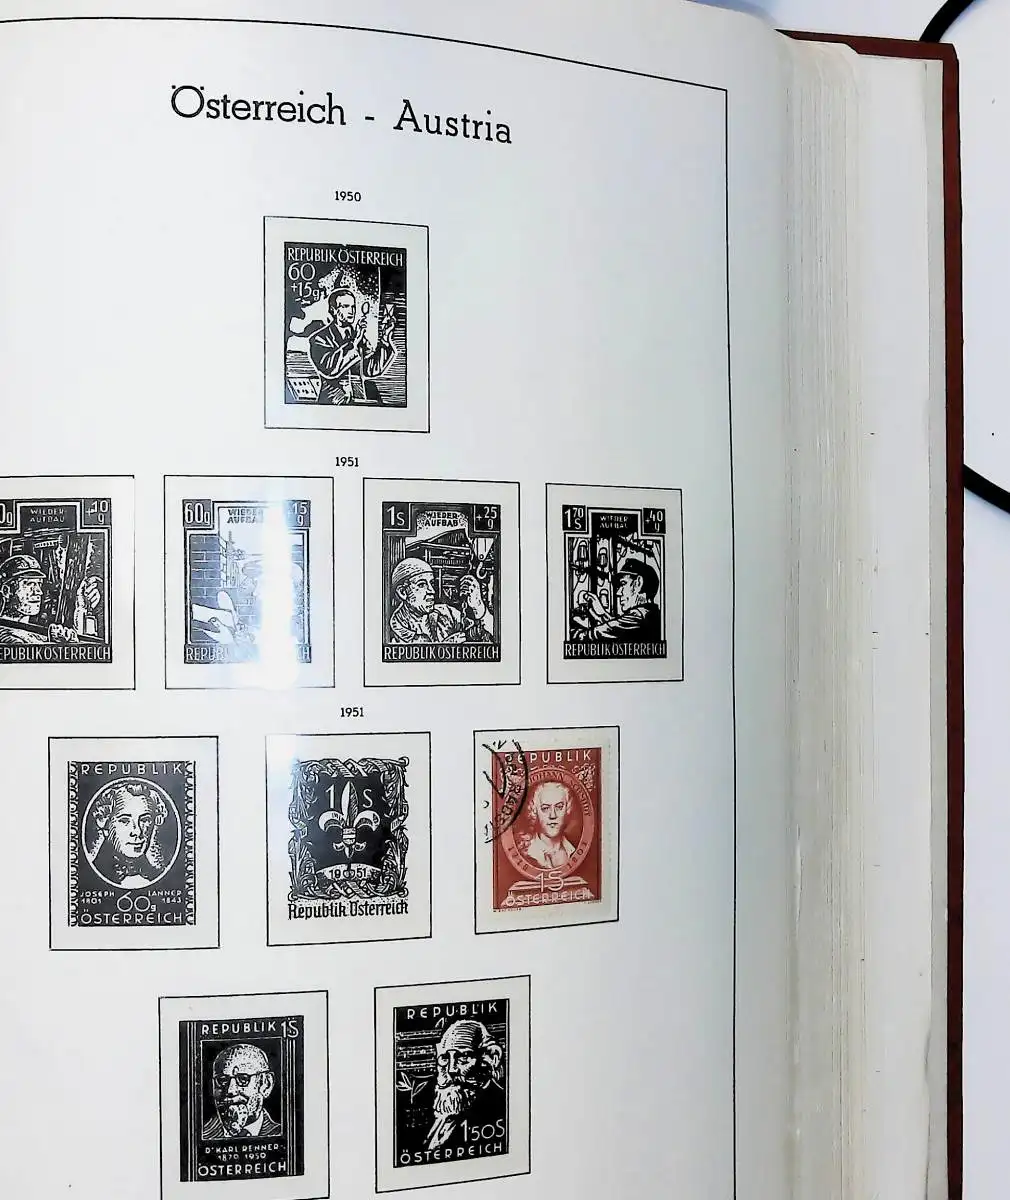 Österreich - Austria
1950
REPUBLIK ÖSTERREICH
60
+15g
1951
0g WIEDER AUFBAU +10 g
REPUBLIK ÖSTERREICH
60g WIEDER AUFBAU +15 g
REPUBLIK ÖSTERREICH
1S WIEDER AUFBAU +25 g
REPUBLIK ÖSTERREICH
1 70 S WIEDER AUFBAU +40 g
REPUBLIK ÖSTERREICH
1951
REPUBLIK
JOSEPH LANNER
1801 1843
60g
ÖSTERREICH
1 S
1951
Republik Österreich
REPUBLIK
1S
ÖSTERREICH
REPUBLIK 1S
DR KARL RENNER
1870 1950
ÖSTERREICH
REPUBLIK
1·50S
ÖSTERREICH